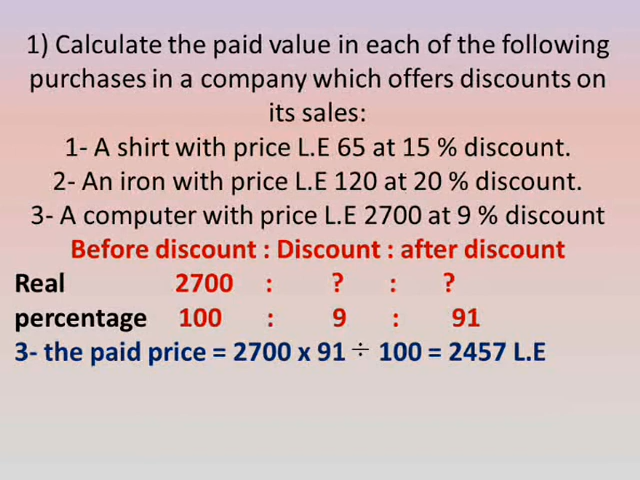 1) Calculate the paid value in each of the following
purchases in a company which offers discounts on
its sales:
1- A shirt with price L.E 65 at 15 % discount.
2- An iron with price L.E 120 at 20 % discount.
3- A computer with price L.E 2700 at 9 % discount
Before discount : Discount : after discount
Real 2700 : ? : ?
percentage 100 : 9 : 91
3- the paid price = 2700 x 91 ÷ 100 = 2457 L.E